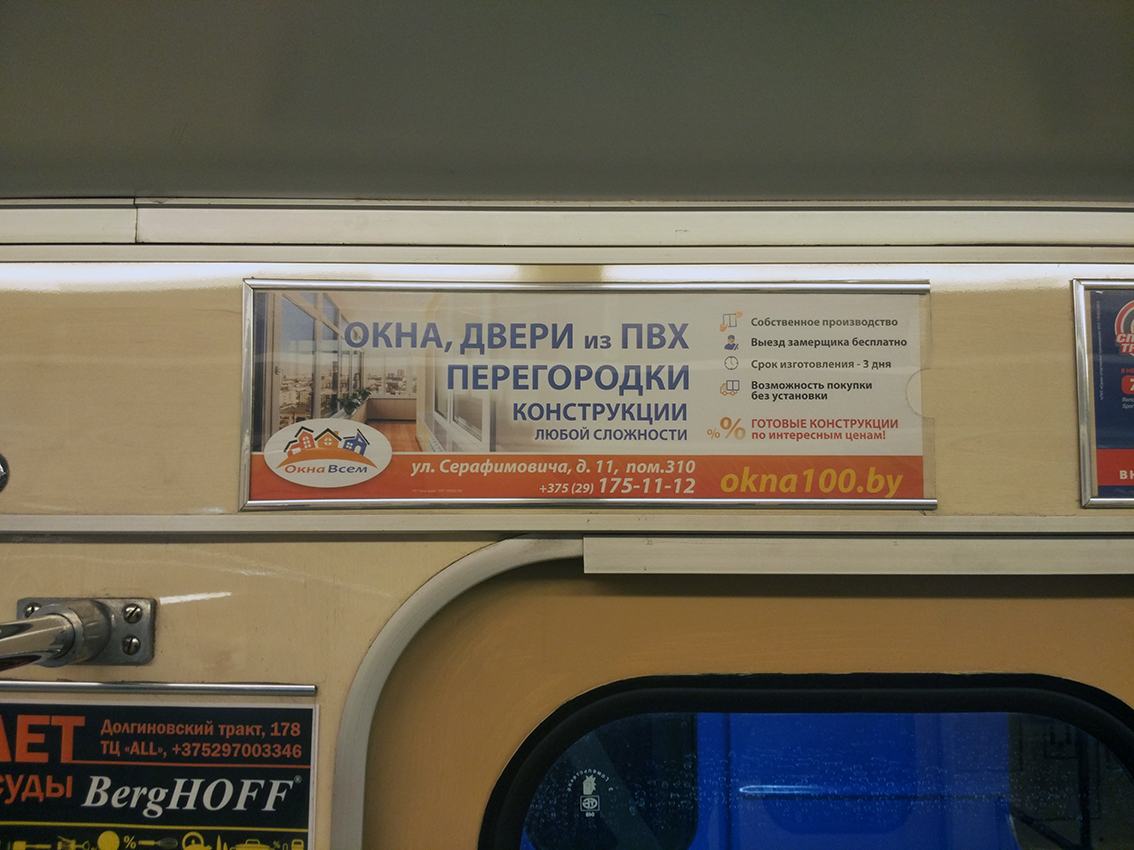 ОКНА, ДВЕРИ из ПВХ
ПЕРЕГОРОДКИ
КОНСТРУКЦИИ
ЛЮБОЙ СЛОЖНОСТИ
Собственное производство
Выезд замерщика бесплатно
Срок изготовления - 3 дня
Возможность покупки
без установки
%% ГОТОВЫЕ КОНСТРУКЦИИ
по интересным ценам!
Окна Всем
ул. Серафимовича, д. 11, пом.310
+375 (29) 175-11-12
okna100.by
АЕТ
Долгиновский тракт, 178
ТЦ «ALL», +375297003346
СУДЫ
BergHOFF®
%